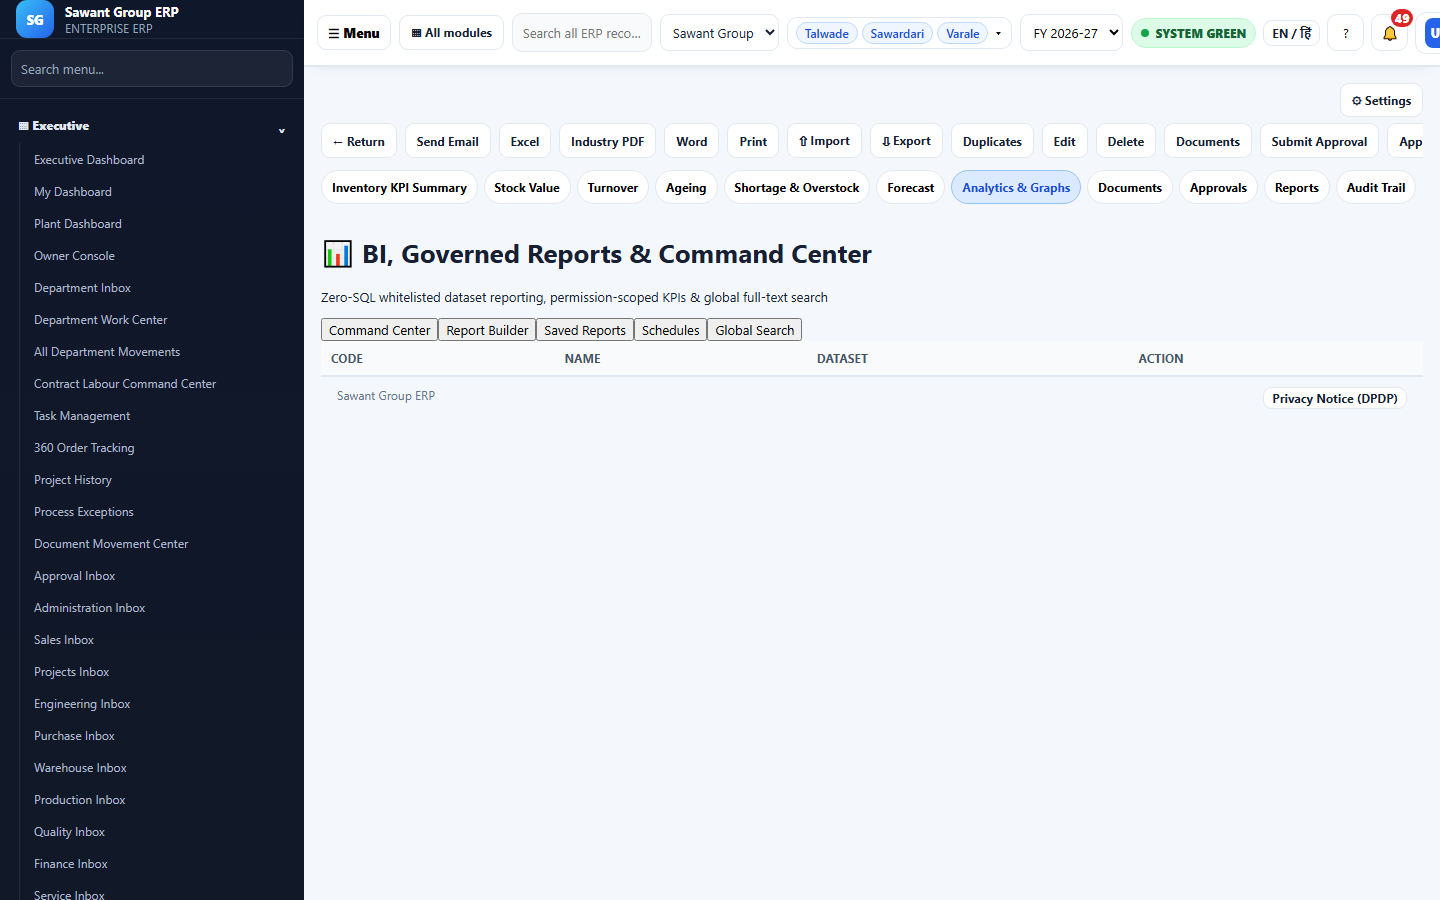 SG
Sawant Group ERP
ENTERPRISE ERP
Search menu...
Executive
Executive Dashboard
My Dashboard
Plant Dashboard
Owner Console
Department Inbox
Department Work Center
All Department Movements
Contract Labour Command Center
Task Management
360 Order Tracking
Project History
Process Exceptions
Document Movement Center
Approval Inbox
Administration Inbox
Sales Inbox
Projects Inbox
Engineering Inbox
Purchase Inbox
Warehouse Inbox
Production Inbox
Quality Inbox
Finance Inbox
Service Inbox
☰ Menu
All modules
Search all ERP reco...
Sawant Group
Talwade
Sawardari
Varale
FY 2026-27
SYSTEM GREEN
EN / हिं
?
49
U
⚙ Settings
← Return
Send Email
Excel
Industry PDF
Word
Print
⇧ Import
⇩ Export
Duplicates
Edit
Delete
Documents
Submit Approval
App
Inventory KPI Summary
Stock Value
Turnover
Ageing
Shortage & Overstock
Forecast
Analytics & Graphs
Documents
Approvals
Reports
Audit Trail
📊 BI, Governed Reports & Command Center
Zero-SQL whitelisted dataset reporting, permission-scoped KPIs & global full-text search
Command Center
Report Builder
Saved Reports
Schedules
Global Search
CODE
NAME
DATASET
ACTION
Sawant Group ERP
Privacy Notice (DPDP)